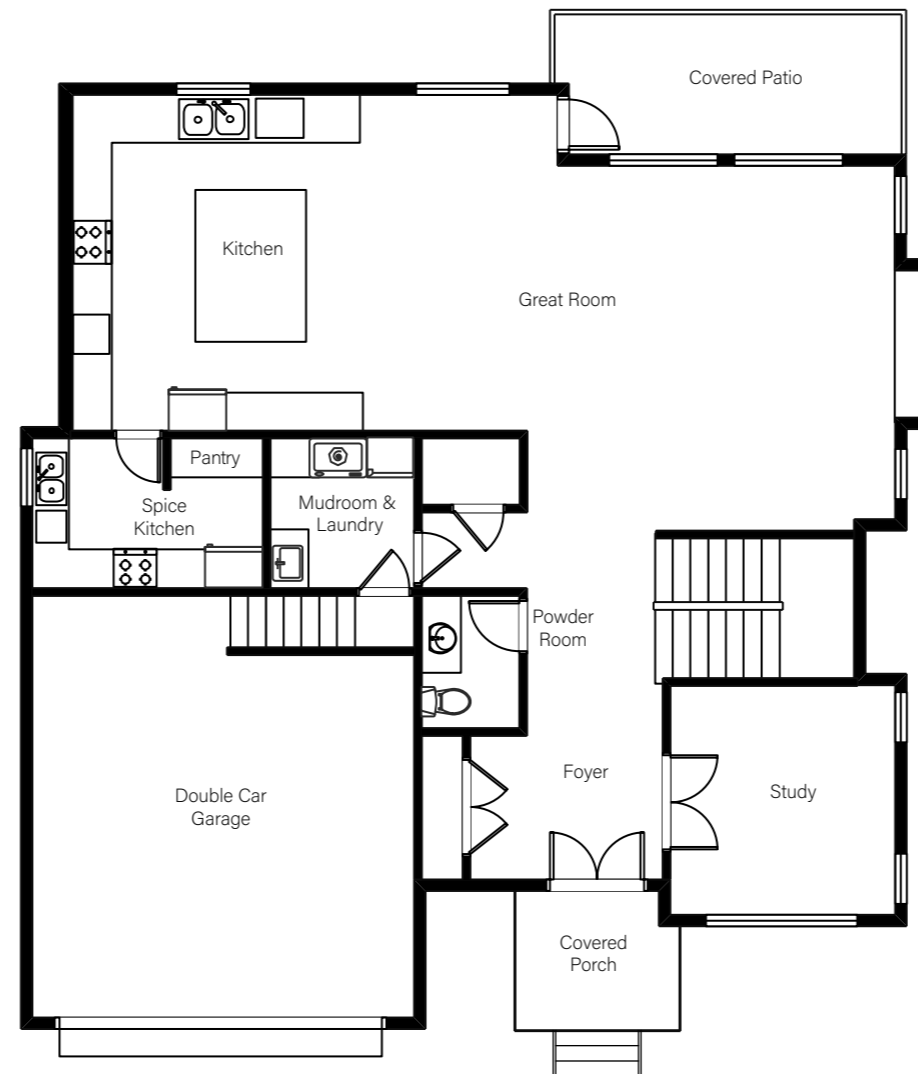 Covered Patio
Kitchen
Great Room
Pantry
Spice
Kitchen
Mudroom &
Laundry
Powder
Room
Foyer
Study
Double Car
Garage
Covered
Porch